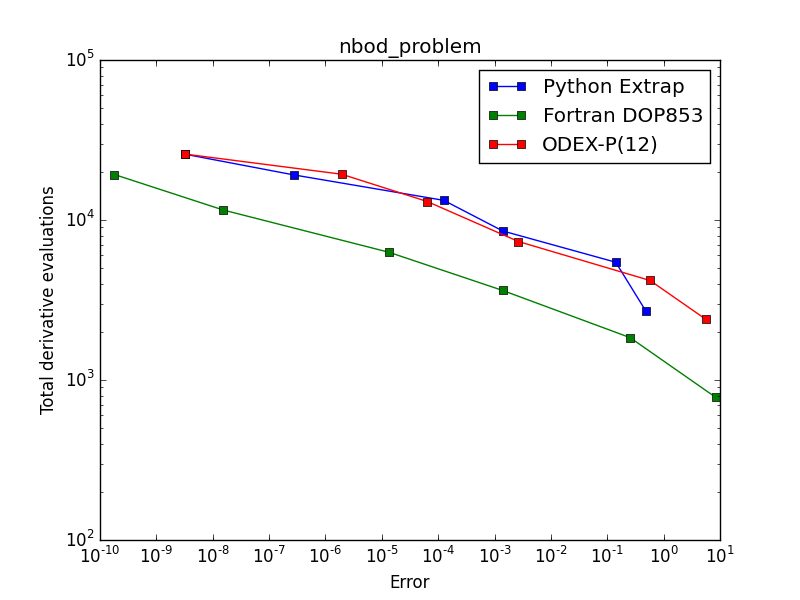 nbod_problem
Python Extrap
Fortran DOP853
ODEX-P(12)
Total derivative evaluations
10^5
10^4
10^3
10^2
10^-10 10^-9 10^-8 10^-7 10^-6 10^-5 10^-4 10^-3 10^-2 10^-1 10^0 10^1
Error